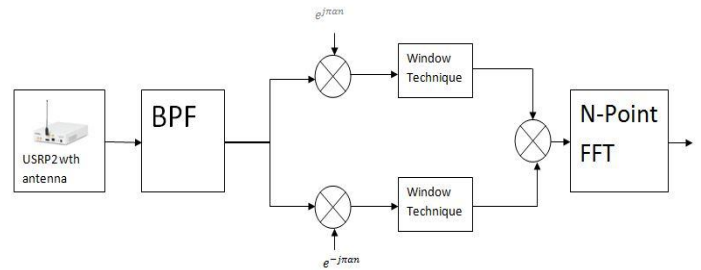 e^{jπαn}
Window
Technique
BPF
N-Point
FFT
USRP2 wth
antenna
Window
Technique
e^{-jπαn}